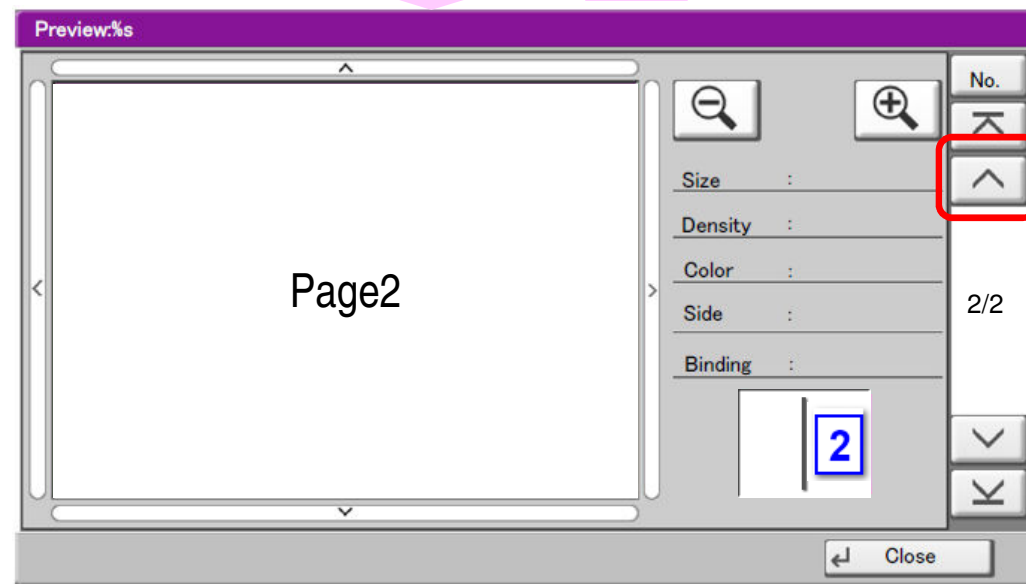 Preview:%s
No.
Size :
Density :
Color :
Side :
Binding :
Page2
2/2
2
Close